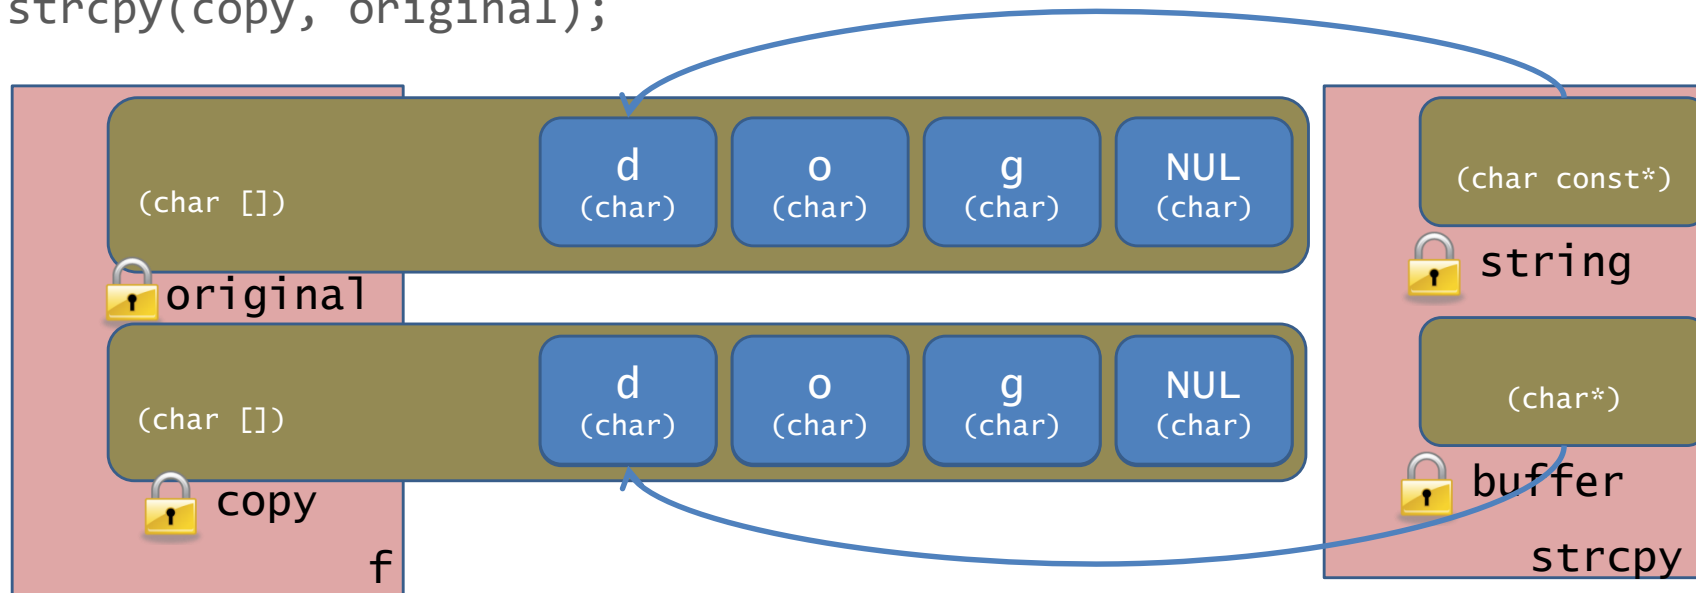 strcpy(copy, original);
d o g NUL
(char []) (char) (char) (char) (char)
original
d o g NUL
(char []) (char) (char) (char) (char)
copy
f
(char const*)
string
(char*)
buffer
strcpy